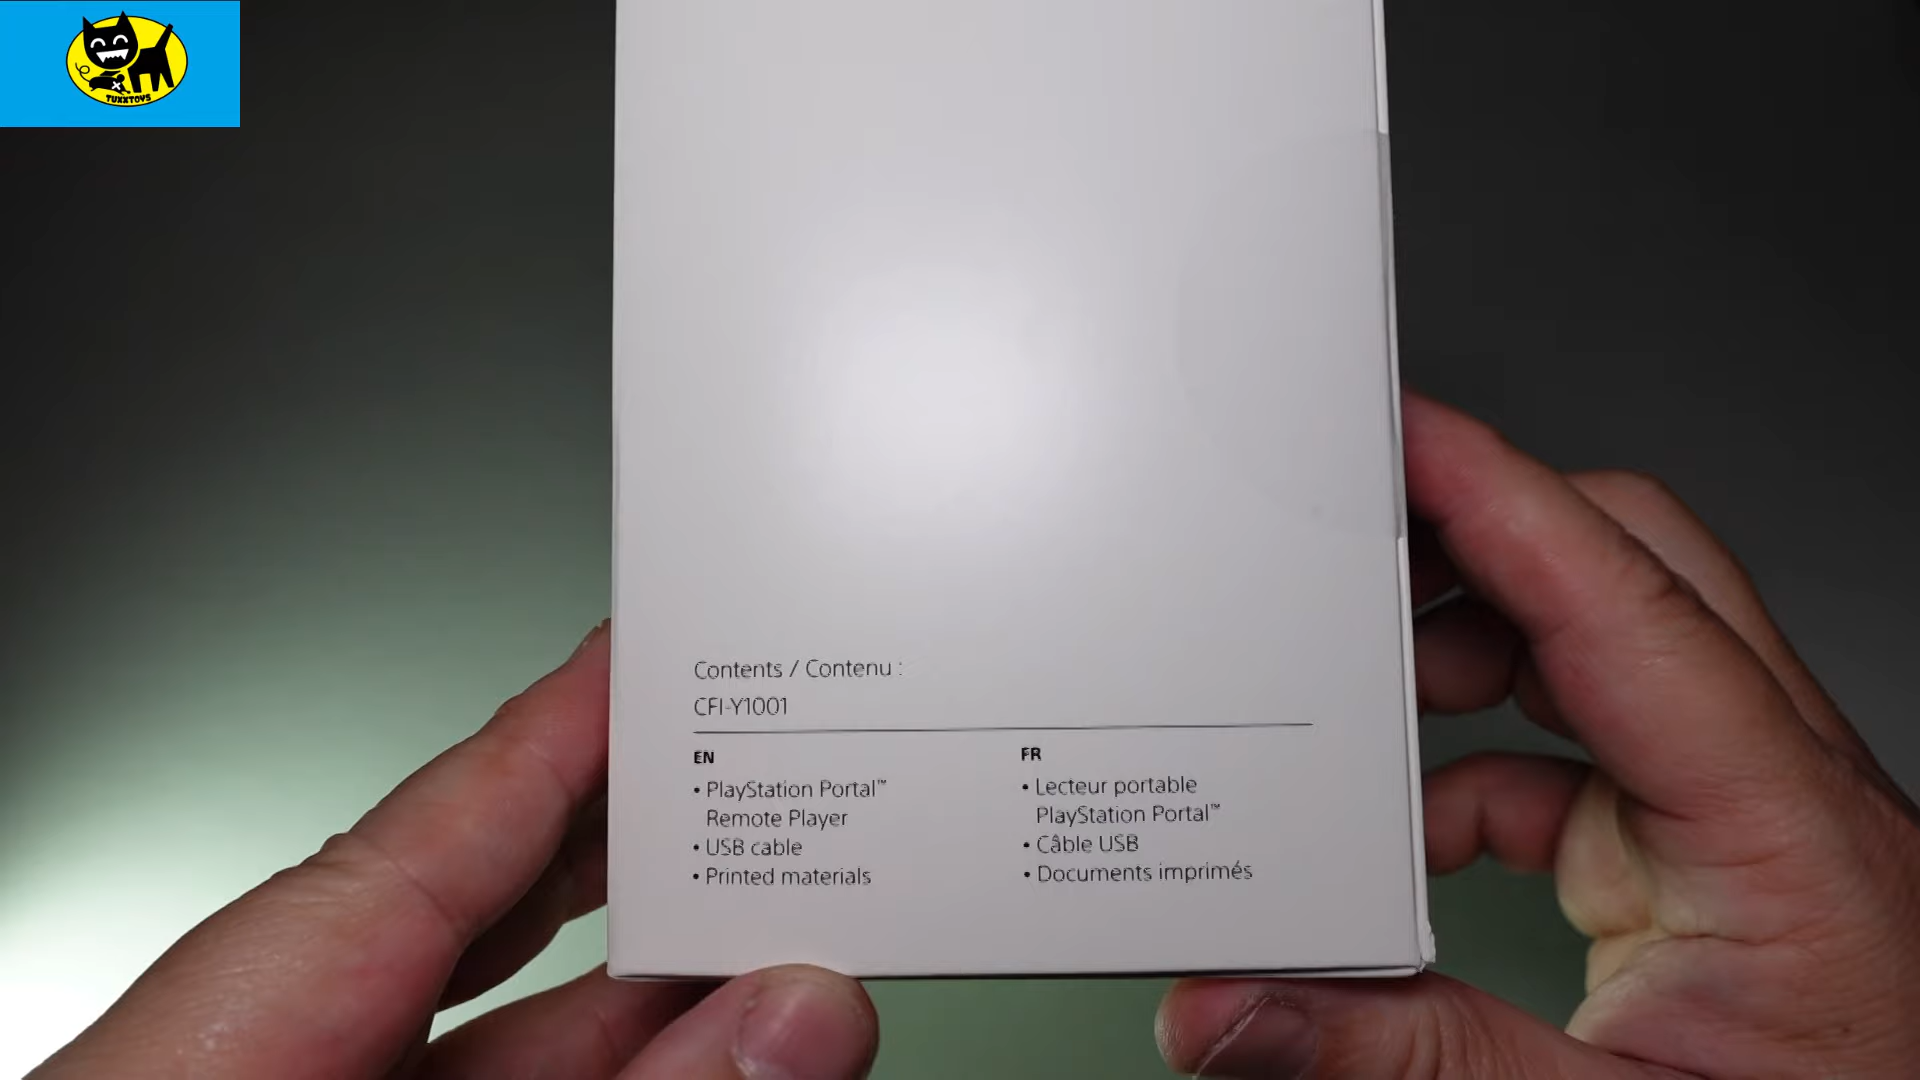 TUXXTOYS
Contents / Contenu :
CFI-Y1001
EN
• PlayStation Portal™
Remote Player
• USB cable
• Printed materials
FR
• Lecteur portable
PlayStation Portal™
• Câble USB
• Documents imprimés